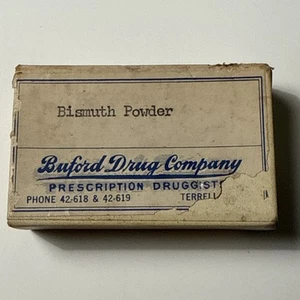 Bismuth Powder
Buford Drug Company
PRESCRIPTION DRUGGIST
PHONE 42-618 & 42-619 TERRELL